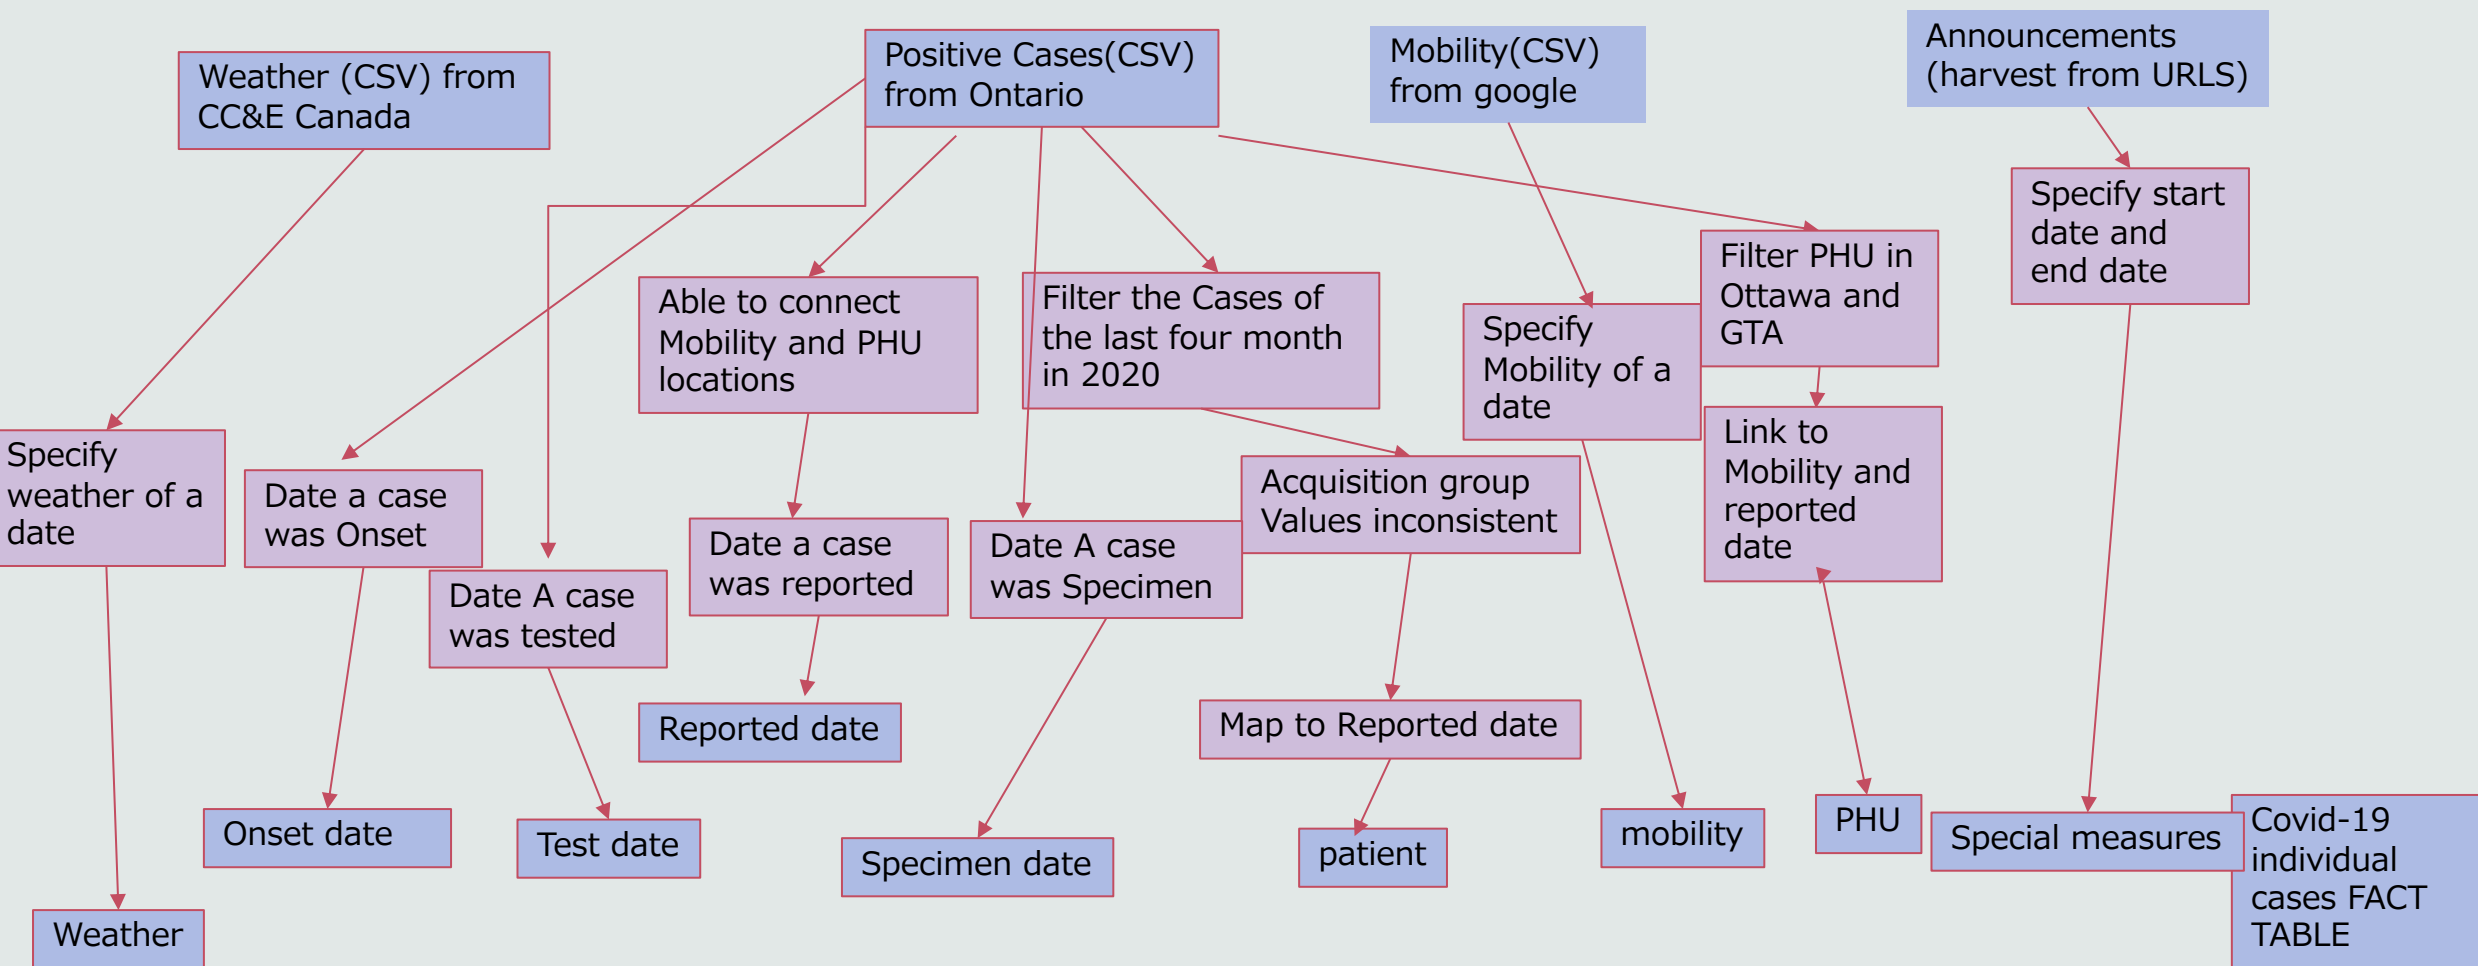 Weather (CSV) from
CC&E Canada
Positive Cases(CSV)
from Ontario
Mobility(CSV)
from google
Announcements
(harvest from URLS)
Specify start
date and
end date
Filter PHU in
Ottawa and
GTA
Able to connect
Mobility and PHU
locations
Filter the Cases of
the last four month
in 2020
Specify
Mobility of a
date
Link to
Mobility and
reported
date
Specify
weather of a
date
Date a case
was Onset
Acquisition group
Values inconsistent
Date a case
was reported
Date A case
was Specimen
Date A case
was tested
Reported date
Map to Reported date
Onset date
Test date
Specimen date
patient
mobility
PHU
Special measures
Covid-19
individual
cases FACT
TABLE
Weather